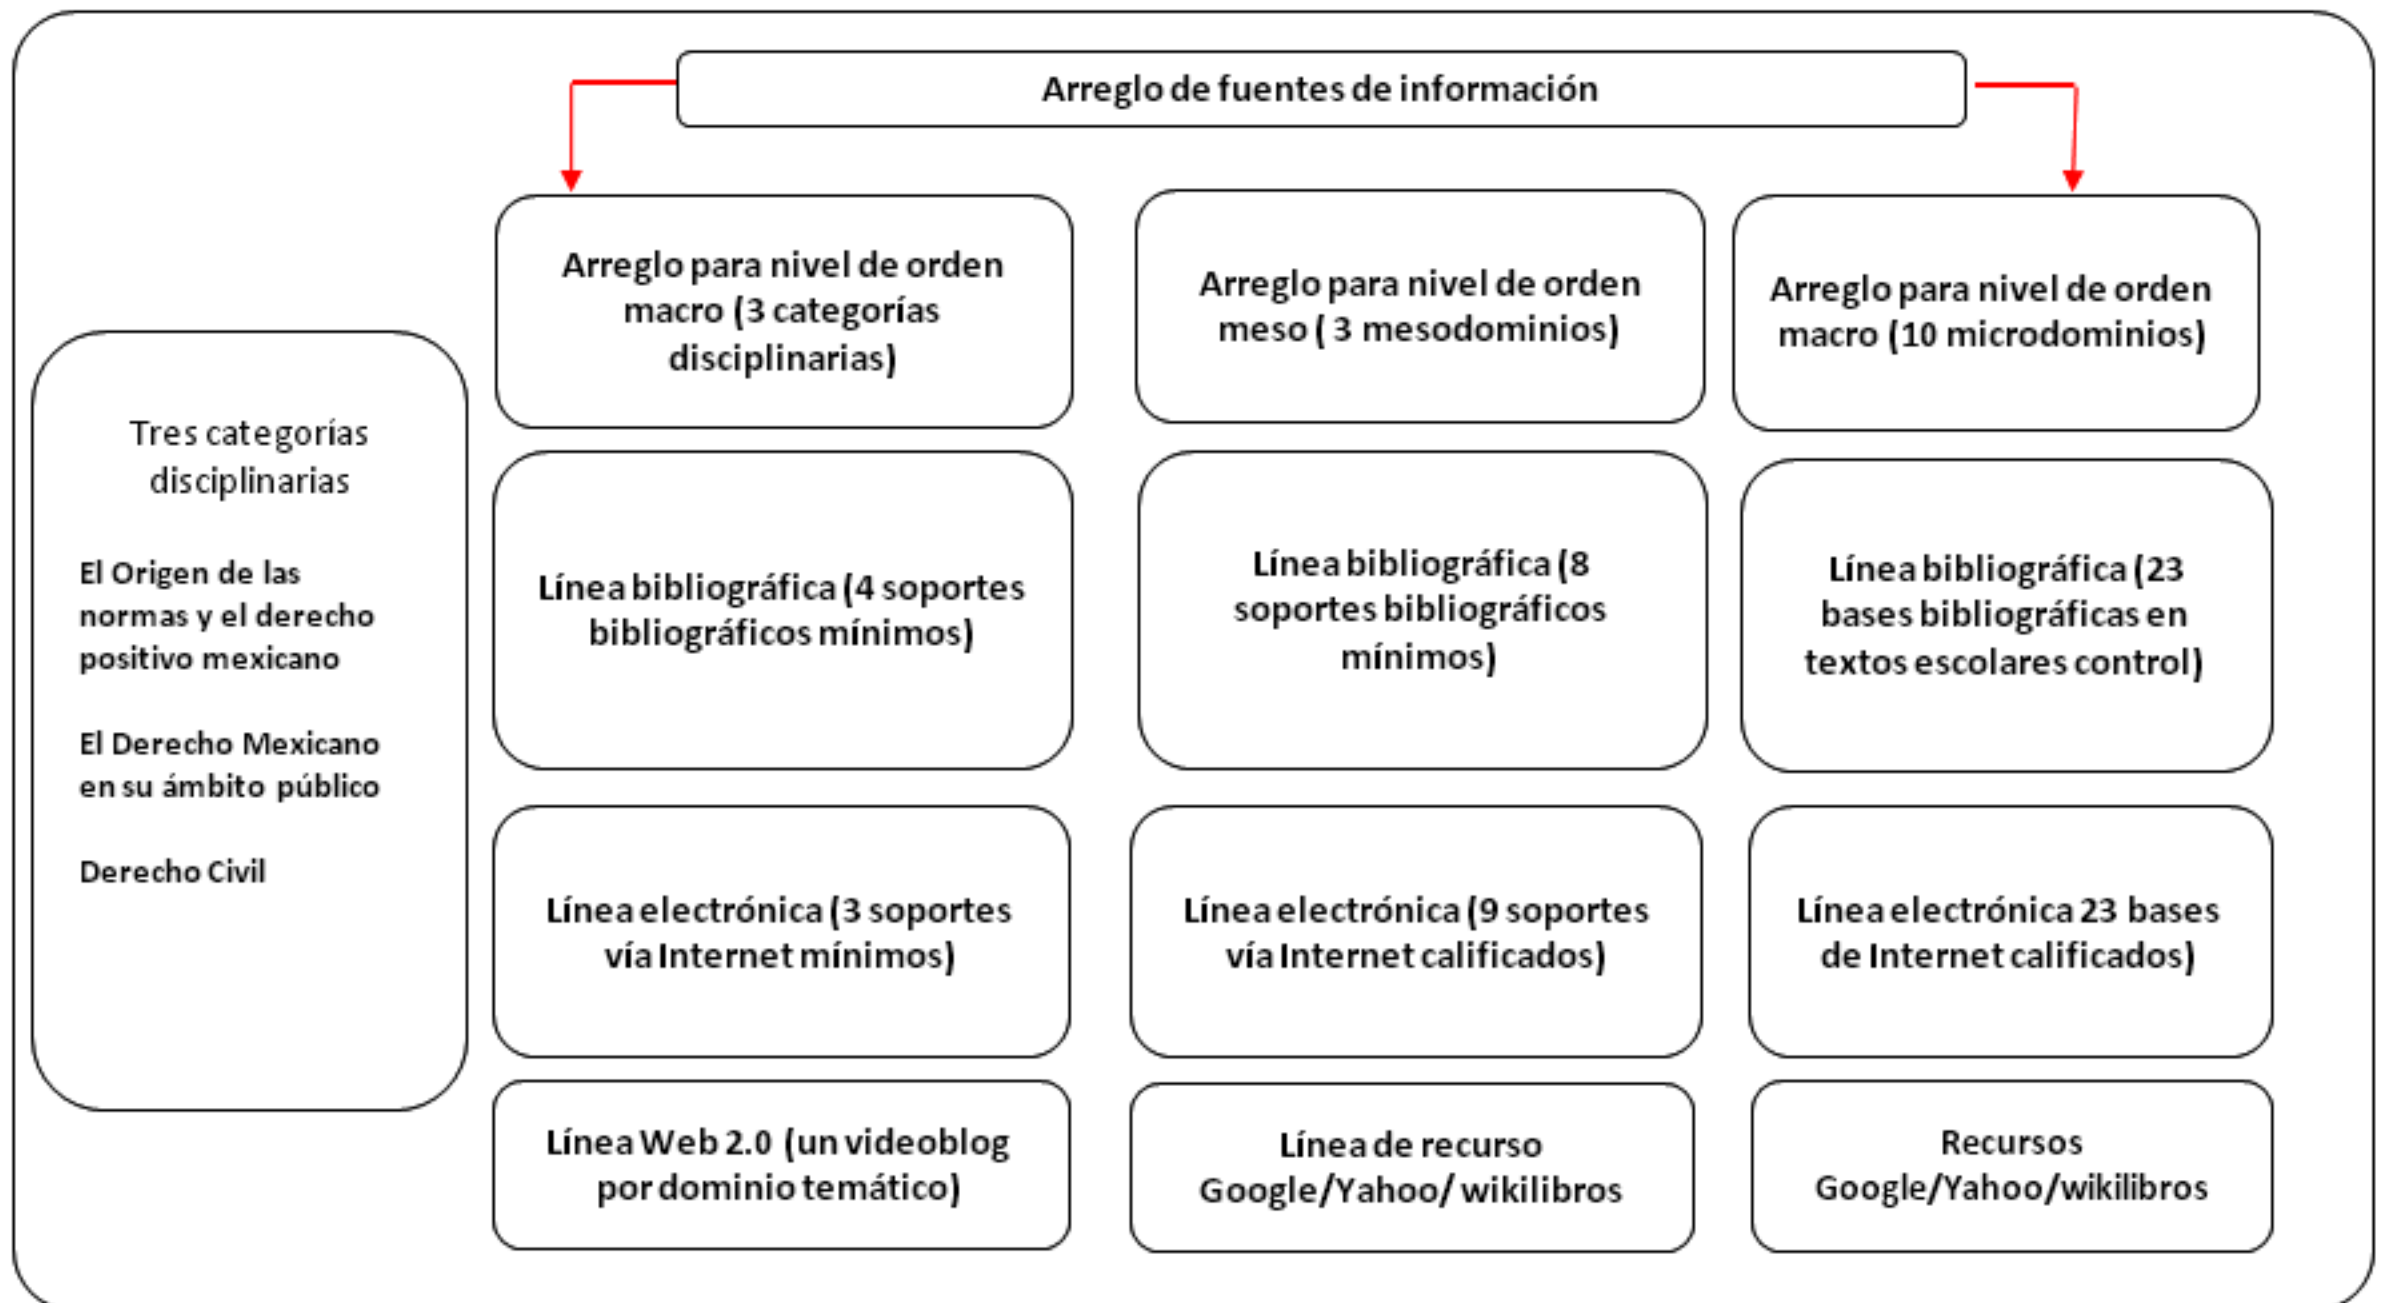 Arreglo de fuentes de información
Arreglo para nivel de orden
macro (3 categorías
disciplinarias)
Arreglo para nivel de orden
meso ( 3 mesodominios)
Arreglo para nivel de orden
macro (10 microdominios)
Tres categorías
disciplinarias
El Origen de las
normas y el derecho
positivo mexicano
El Derecho Mexicano
en su ámbito público
Derecho Civil
Línea bibliográfica (4 soportes
bibliográficos mínimos)
Línea bibliográfica (8
soportes bibliográficos
mínimos)
Línea bibliográfica (23
bases bibliográficas en
textos escolares control)
Línea electrónica (3 soportes
vía Internet mínimos)
Línea electrónica (9 soportes
vía Internet calificados)
Línea electrónica 23 bases
de Internet calificados)
Línea Web 2.0 (un videoblog
por dominio temático)
Línea de recurso
Google/Yahoo/ wikilibros
Recursos
Google/Yahoo/wikilibros